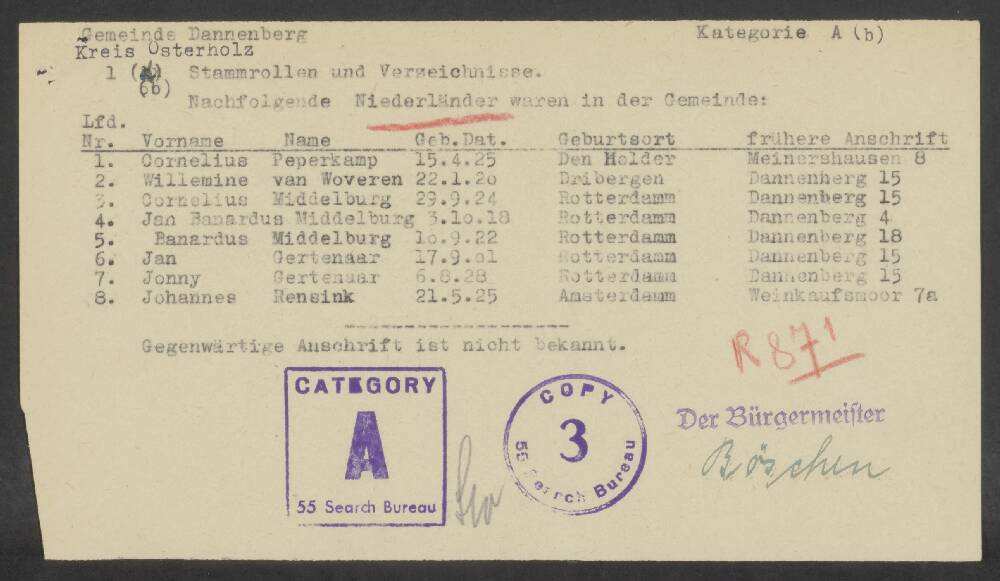 Gemeinde Dannenberg Kategorie A (b)
Kreis Osterholz
1 (b) Stammrollen und Verzeichnisse.
Nachfolgende Niederländer waren in der Gemeinde:
Lfd.
Nr. Vorname Name Geb.Dat. Geburtsort frühere Anschrift
1. Cornelius Peperkamp 15.4.25 Den Helder Meinershausen 8
2. Willemine van Woveren 22.1.20 Dribergen Dannenberg 15
3. Cornelius Middelburg 29.9.24 Rotterdamm Dannenberg 15
4. Jan Banardus Middelburg 3.10.18 Rotterdamm Dannenberg 4
5. Banardus Middelburg 10.9.22 Rotterdamm Dannenberg 18
6. Jan Gertenaar 17.9.01 Rotterdamm Dannenberg 15
7. Jonny Gertenaar 6.8.28 Rotterdamm Dannenberg 15
8. Johannes Rensink 21.5.25 Amsterdamm Weinkaufsmoor 7a
Gegenwärtige Anschrift ist nicht bekannt.
R 871
CATEGORY
A
55 Search Bureau
COPY
3
55 Search Bureau
Der Bürgermeister
Böschen